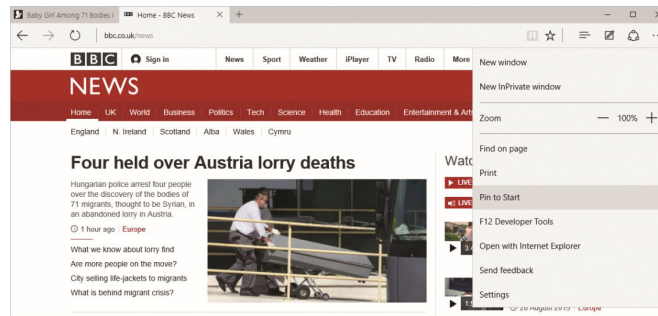 Baby Girl Among 71 Bodies
Home - BBC News
bbc.co.uk/news
BBC Sign in News Sport Weather iPlayer TV Radio More
NEWS
Home UK World Business Politics Tech Science Health Education Entertainment & Arts
England N. Ireland Scotland Alba Wales Cymru
Four held over Austria lorry deaths
Hungarian police arrest four people
over the discovery of the bodies of
71 migrants, thought to be Syrian, in
an abandoned lorry in Austria.
1 hour ago Europe
What we know about lorry find
Are more people on the move?
City selling life-jackets to migrants
What is behind migrant crisis?
Watc
LIVE
LIVE
28 August 2015 Europe
New window
New InPrivate window
Zoom — 100% +
Find on page
Print
Pin to Start
F12 Developer Tools
Open with Internet Explorer
Send feedback
Settings